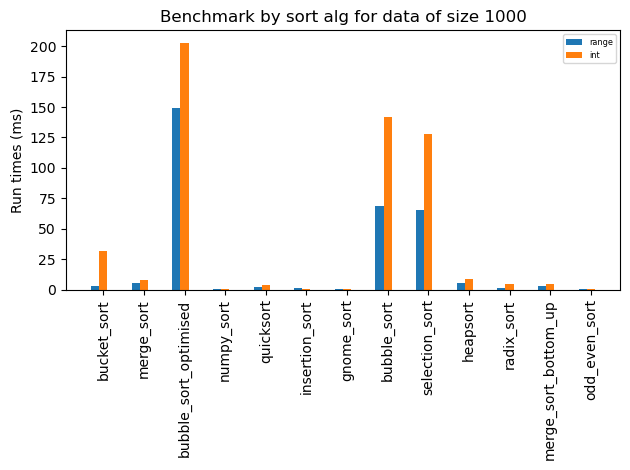 Benchmark by sort alg for data of size 1000
range
int
Run times (ms)
200
175
150
125
100
75
50
25
0
bucket_sort
merge_sort
bubble_sort_optimised
numpy_sort
quicksort
insertion_sort
gnome_sort
bubble_sort
selection_sort
heapsort
radix_sort
merge_sort_bottom_up
odd_even_sort